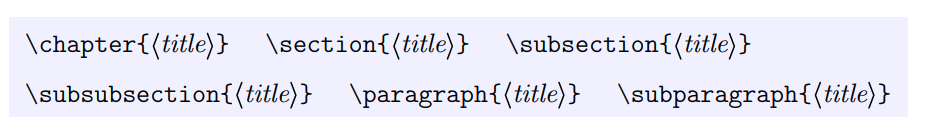 \chapter{⟨title⟩} \section{⟨title⟩} \subsection{⟨title⟩}
\subsubsection{⟨title⟩} \paragraph{⟨title⟩} \subparagraph{⟨title⟩}